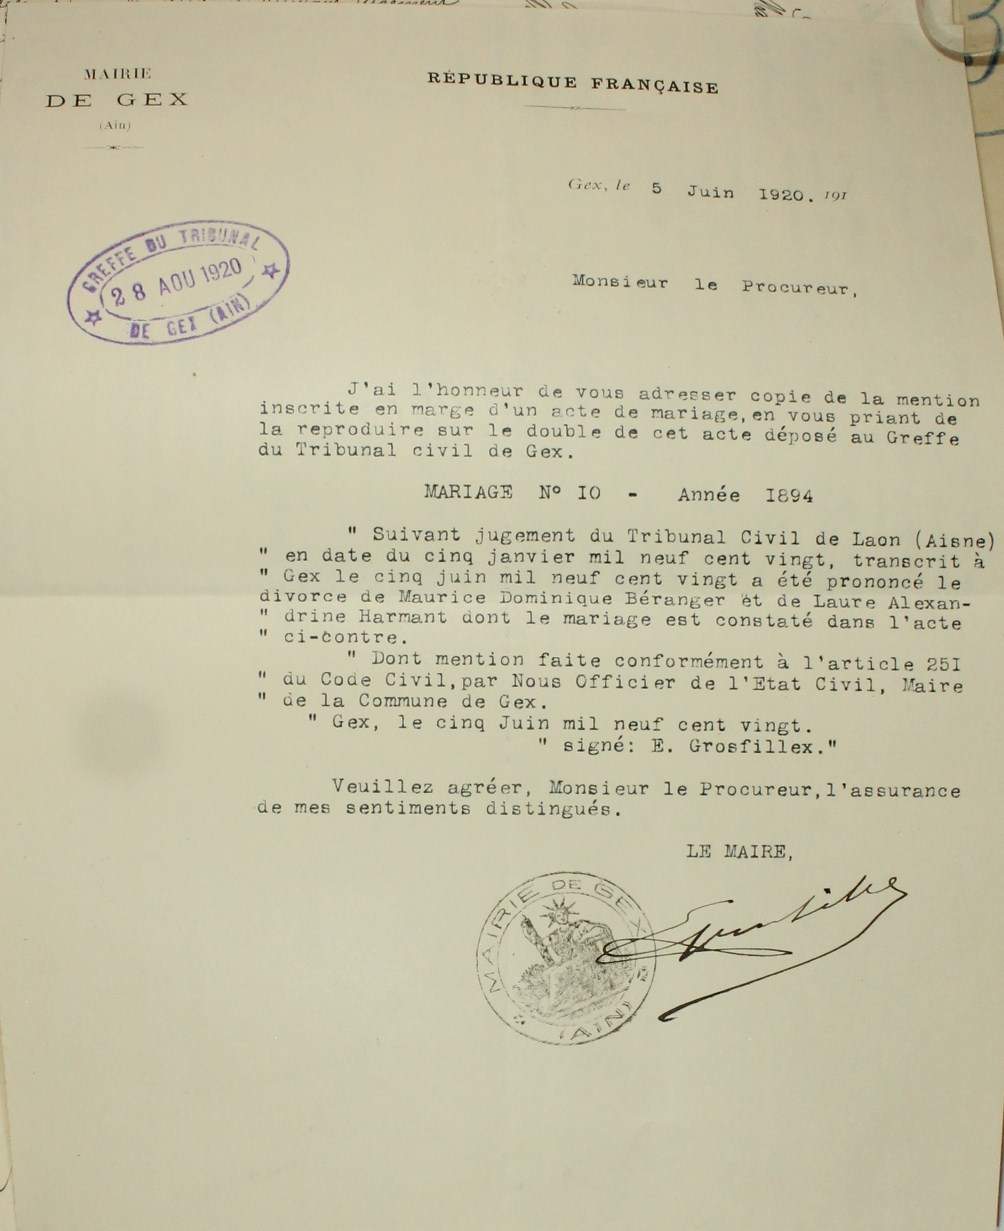 MAIRIE
DE GEX
(Ain)
RÉPUBLIQUE FRANÇAISE
Gex, le 5 Juin 1920. 191
GREFFE DU TRIBUNAL
28 AOU 1920
DE GEX (AIN)
Monsieur le Procureur,
J'ai l'honneur de vous adresser copie de la mention
inscrite en marge d'un acte de mariage,en vous priant de
la reproduire sur le double de cet acte déposé au Greffe
du Tribunal civil de Gex.
MARIAGE N° IO - Année I894
" Suivant jugement du Tribunal Civil de Laon (Aisne)
" en date du cinq janvier mil neuf cent vingt, transcrit à
" Gex le cinq juin mil neuf cent vingt a été prononcé le
divorce de Maurice Dominique Béranger et de Laure Alexan-
" drine Harmant dont le mariage est constaté dans l'acte
" ci-contre.
" Dont mention faite conformément à l'article 25I
" du Code Civil,par Nous Officier de l'Etat Civil, Maire
" de la Commune de Gex.
" Gex, le cinq Juin mil neuf cent vingt.
" signé: E. Grosfillex."
Veuillez agréer, Monsieur le Procureur,l'assurance
de mes sentiments distingués.
LE MAIRE,
MAIRIE DE GEX
(AIN)